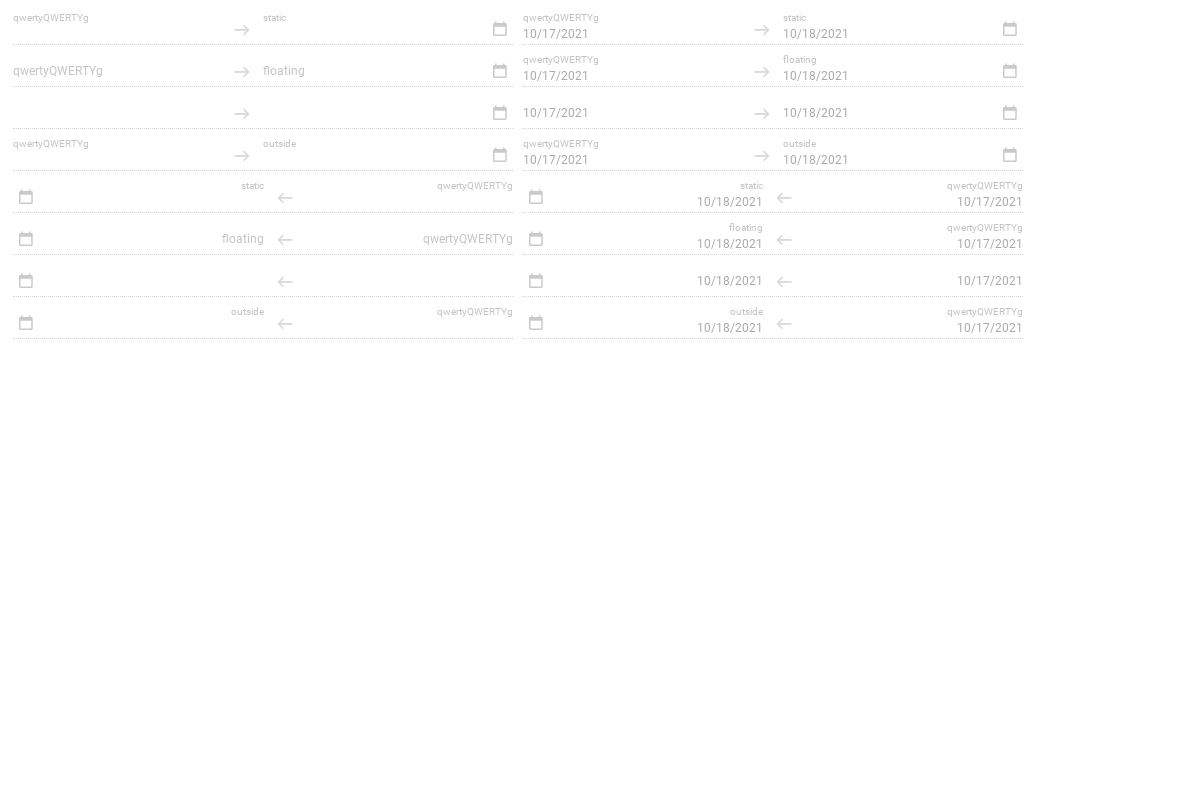 qwertyQWERTYg static qwertyQWERTYg static
10/17/2021 10/18/2021
qwertyQWERTYg floating
qwertyQWERTYg floating 10/17/2021 10/18/2021
10/17/2021 10/18/2021
qwertyQWERTYg outside qwertyQWERTYg outside
10/17/2021 10/18/2021
static qwertyQWERTYg static qwertyQWERTYg
10/18/2021 10/17/2021
floating qwertyQWERTYg
floating qwertyQWERTYg 10/18/2021 10/17/2021
10/18/2021 10/17/2021
outside qwertyQWERTYg outside qwertyQWERTYg
10/18/2021 10/17/2021